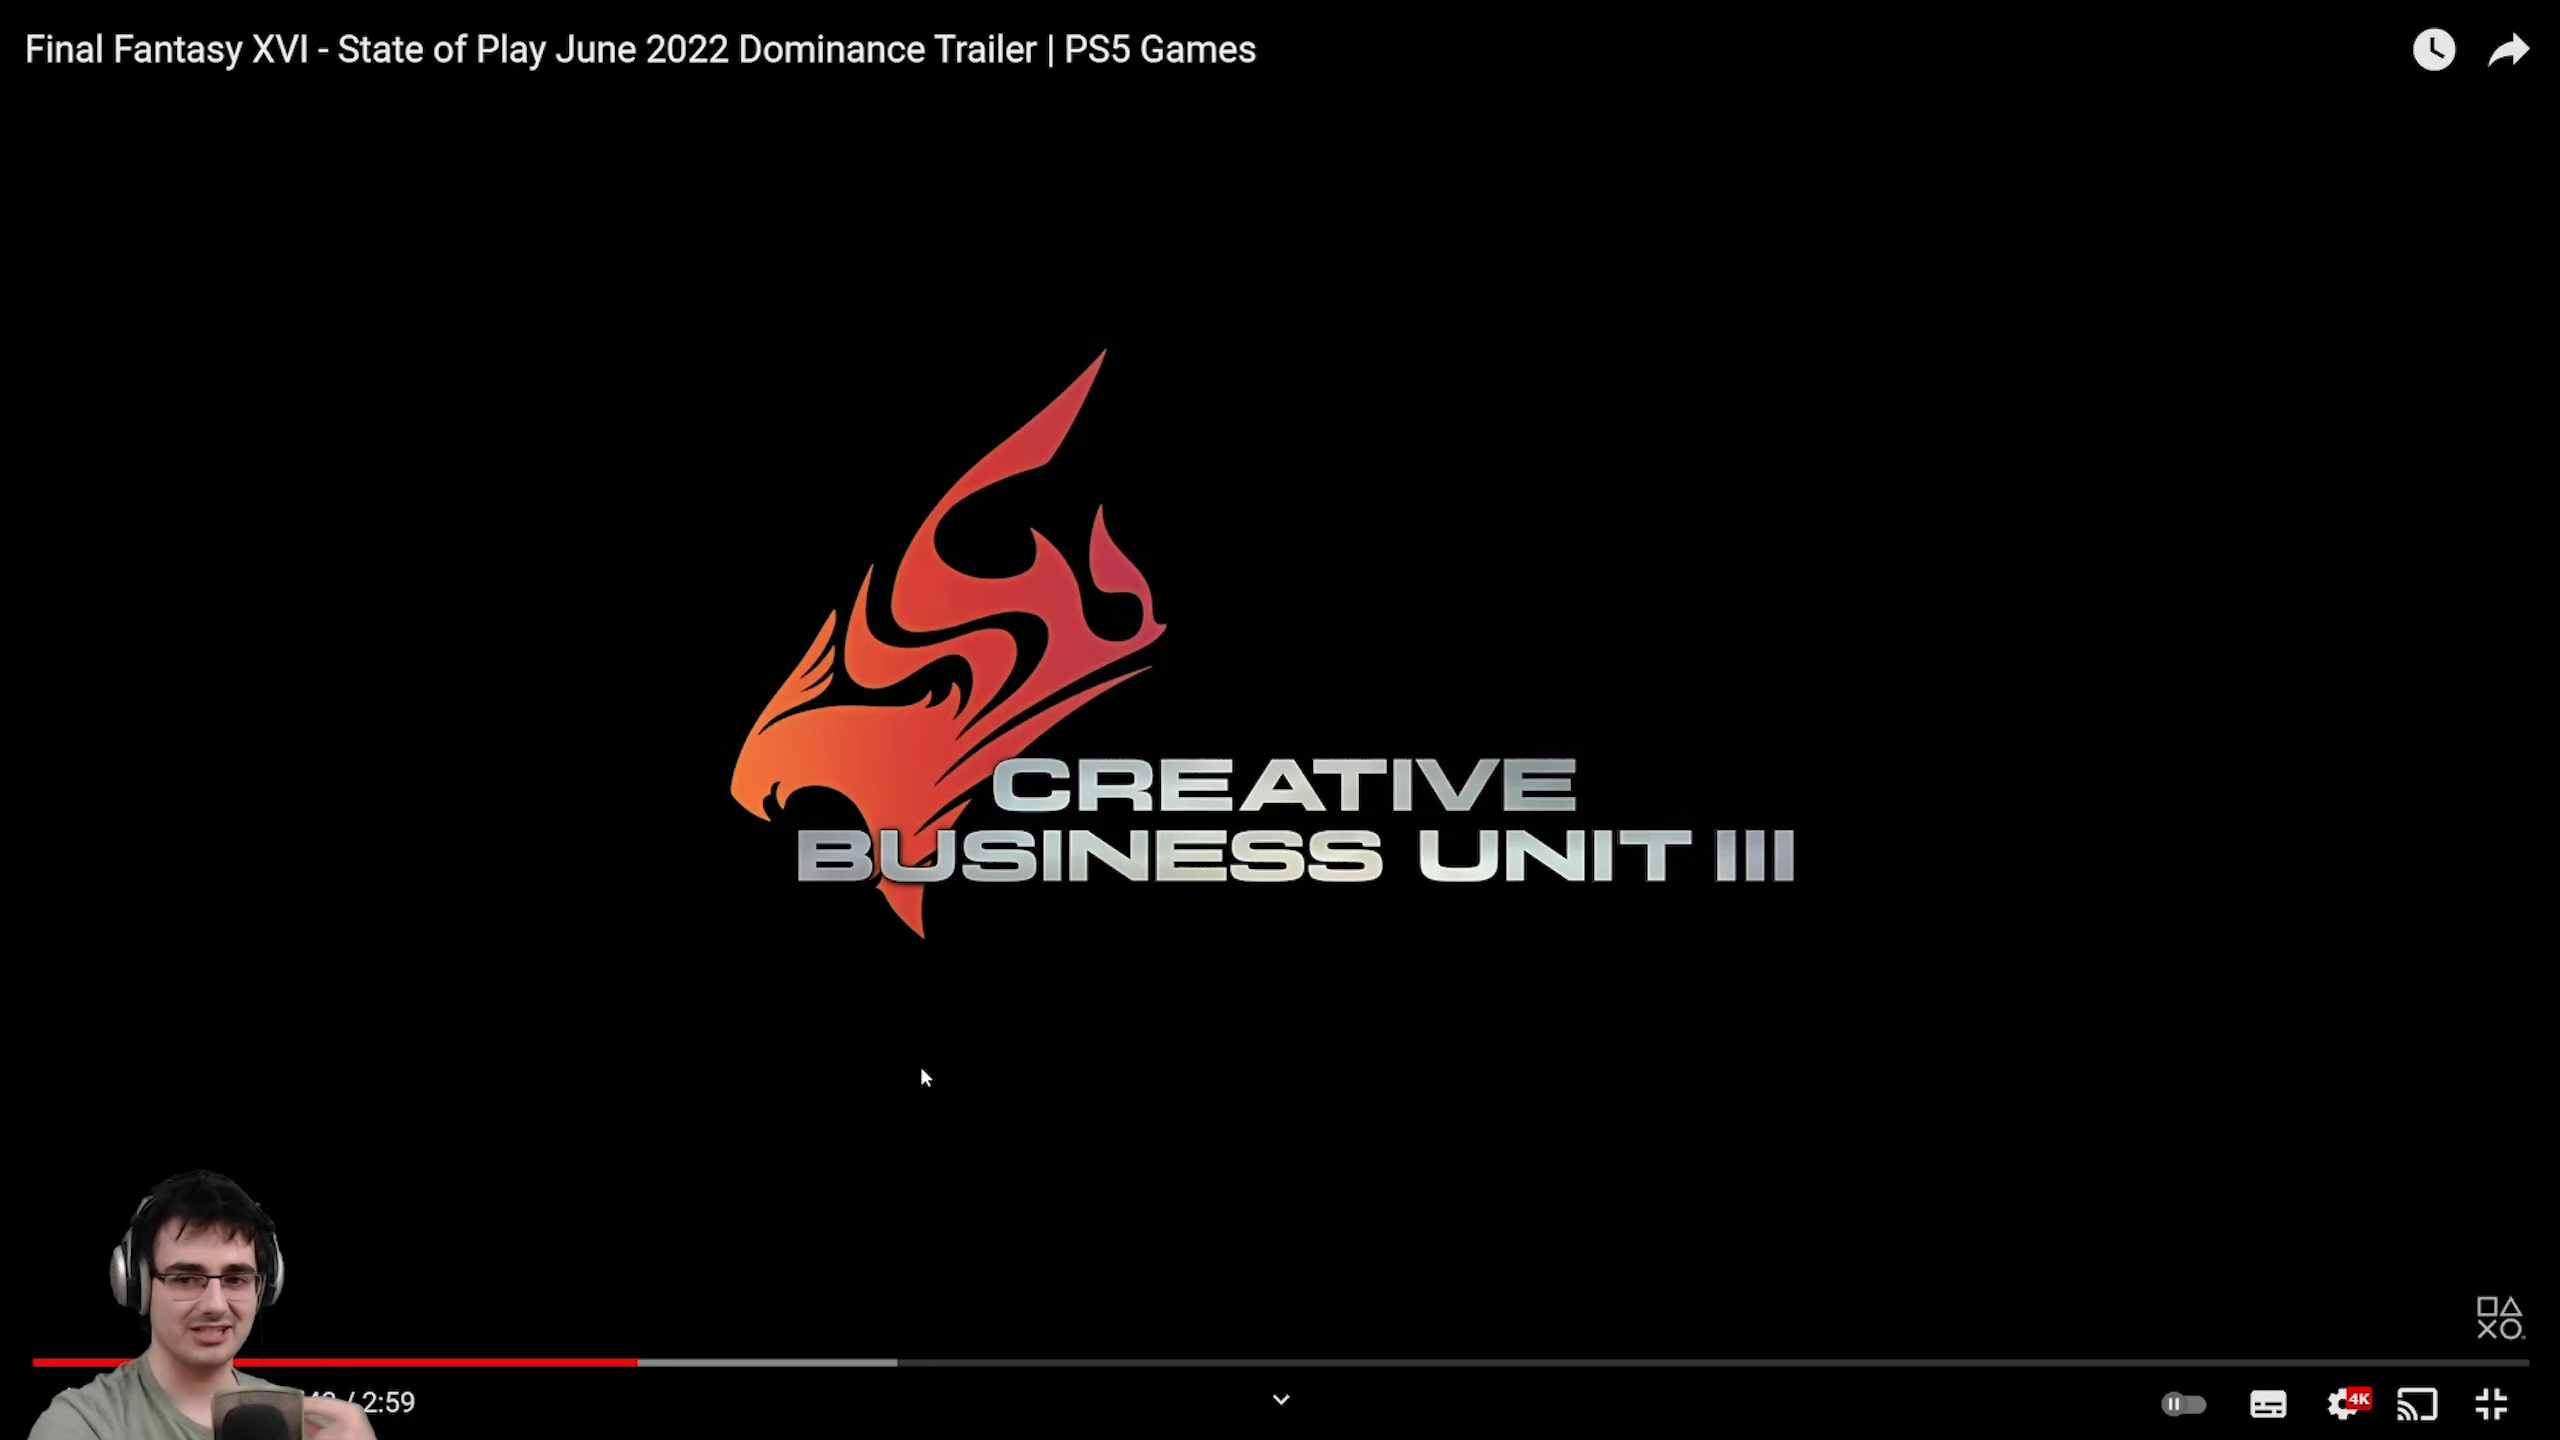 Final Fantasy XVI - State of Play June 2022 Dominance Trailer | PS5 Games
CREATIVE
BUSINESS UNIT III
/ 2:59
4K